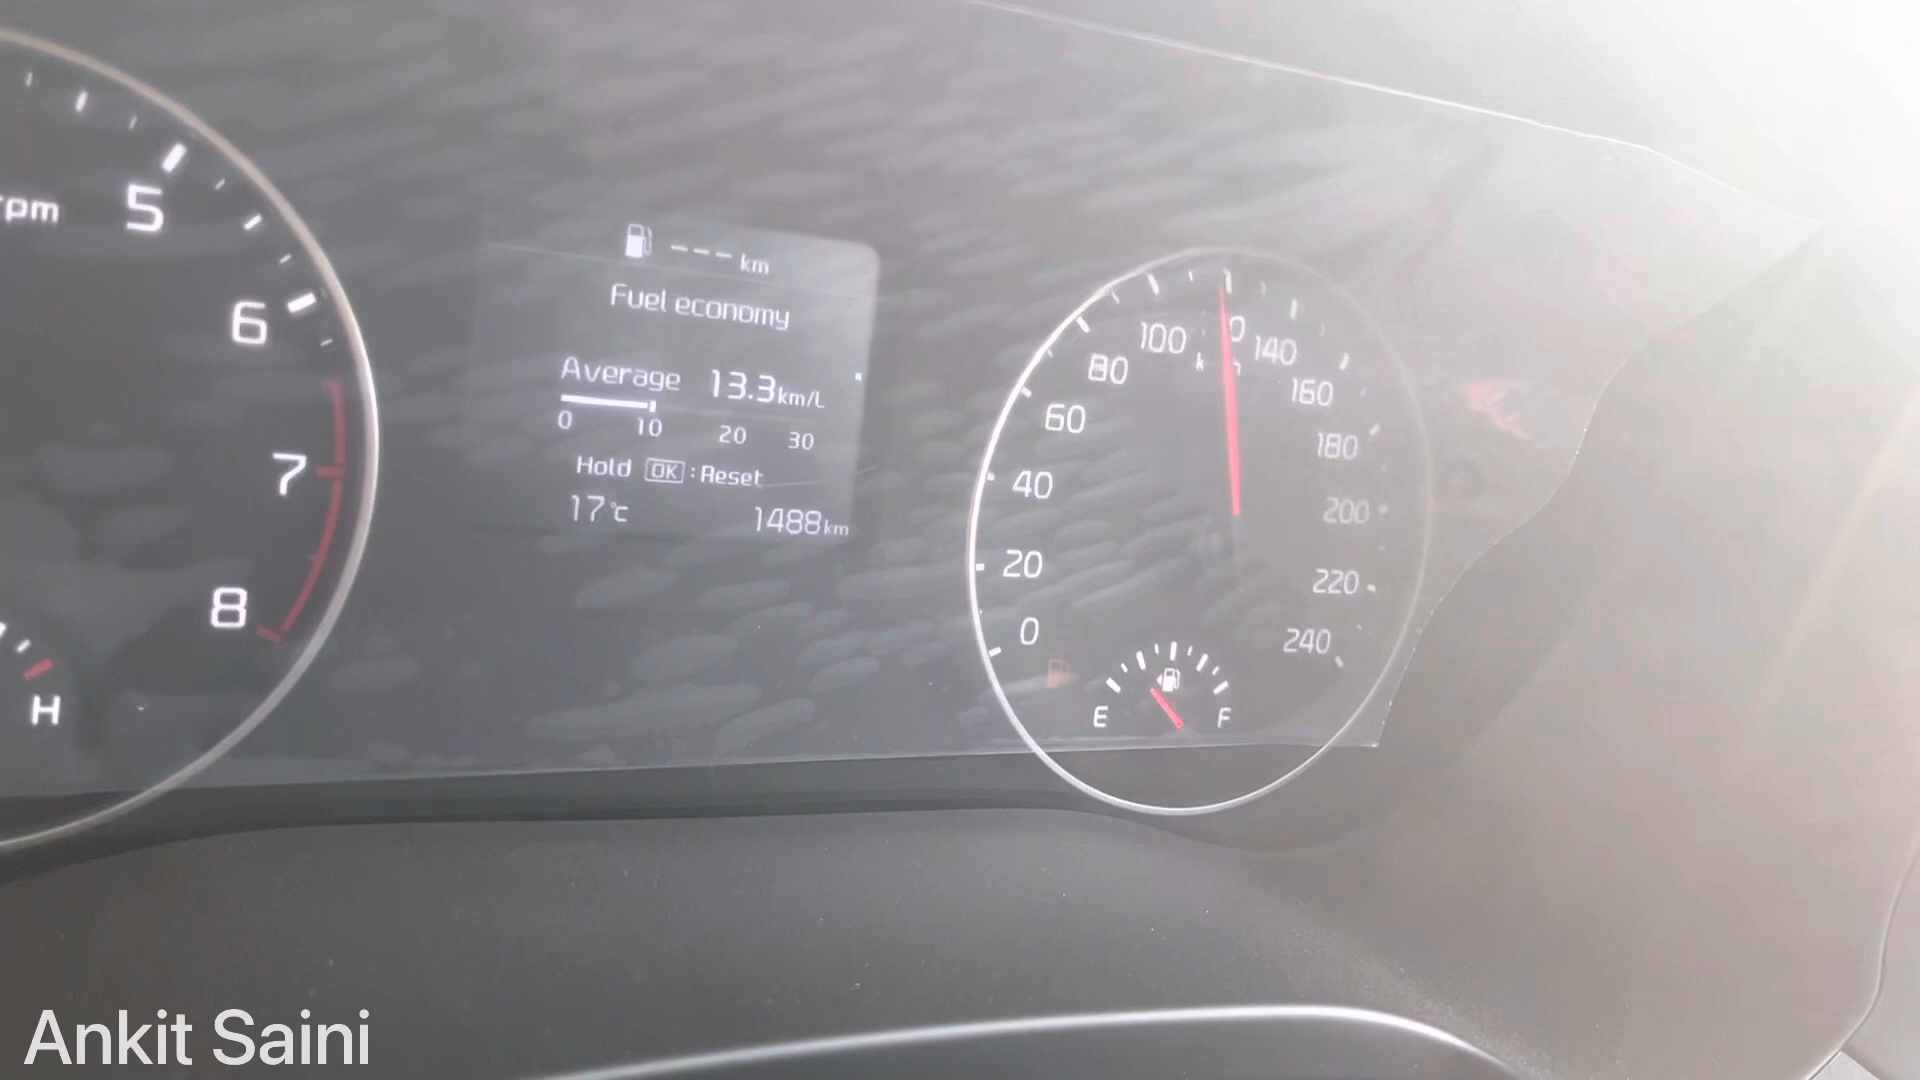 rpm
5
6
7
8
H
--- km
Fuel economy
Average 13.3km/L
0 10 20 30
Hold OK : Reset
17°C 1488km
0
20
40
60
80
100
140
160
180
200
220
240
E F
Ankit Saini